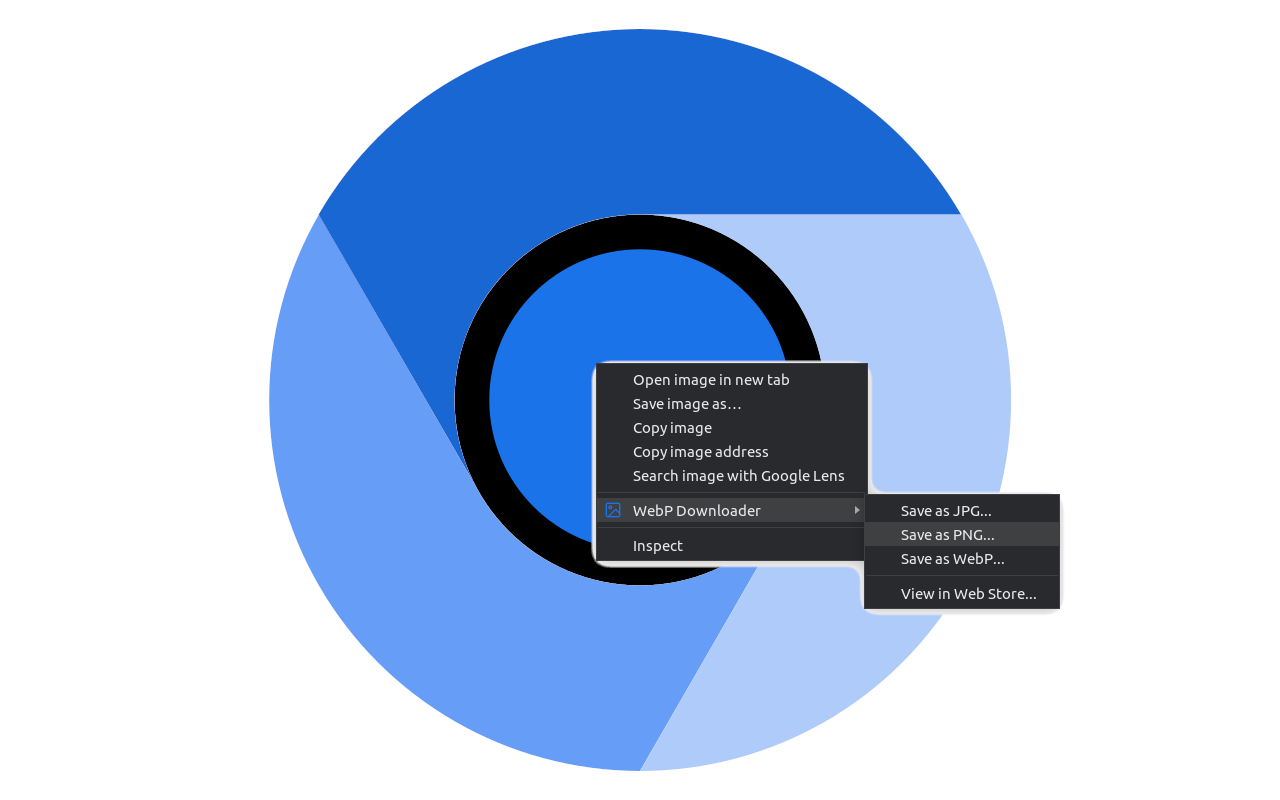 Open image in new tab
Save image as…
Copy image
Copy image address
Search image with Google Lens
WebP Downloader
Inspect
Save as JPG...
Save as PNG...
Save as WebP...
View in Web Store...